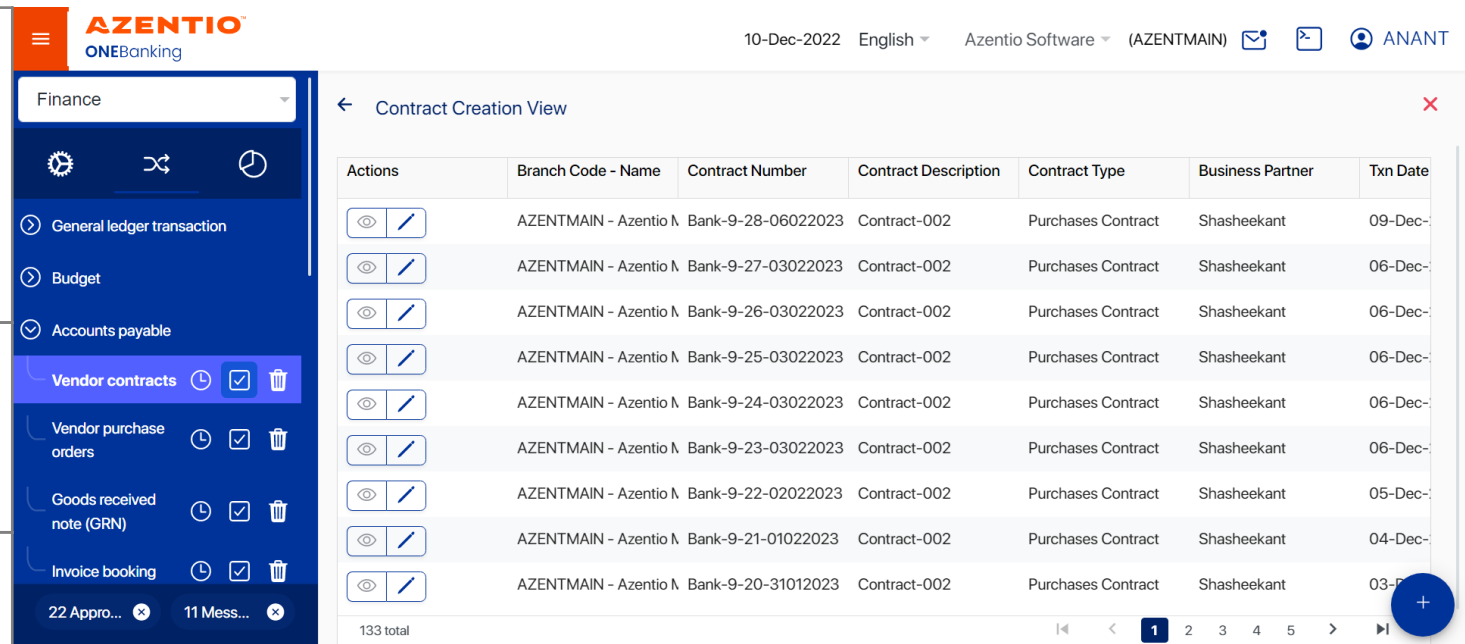 AZENTIO
ONEBanking
10-Dec-2022 English Azentio Software (AZENTMAIN) ANANT
Finance
General ledger transaction
Budget
Accounts payable
Vendor contracts
Vendor purchase
orders
Goods received
note (GRN)
Invoice booking
22 Appro... 11 Mess...
Contract Creation View
Actions Branch Code - Name Contract Number Contract Description Contract Type Business Partner Txn Date
AZENTMAIN - Azentio Bank-9-28-06022023 Contract-002 Purchases Contract Shasheekant 09-Dec-
AZENTMAIN - Azentio Bank-9-27-03022023 Contract-002 Purchases Contract Shasheekant 06-Dec-
AZENTMAIN - Azentio Bank-9-26-03022023 Contract-002 Purchases Contract Shasheekant 06-Dec-
AZENTMAIN - Azentio Bank-9-25-03022023 Contract-002 Purchases Contract Shasheekant 06-Dec-
AZENTMAIN - Azentio Bank-9-24-03022023 Contract-002 Purchases Contract Shasheekant 06-Dec-
AZENTMAIN - Azentio Bank-9-23-03022023 Contract-002 Purchases Contract Shasheekant 06-Dec-
AZENTMAIN - Azentio Bank-9-22-02022023 Contract-002 Purchases Contract Shasheekant 05-Dec-
AZENTMAIN - Azentio Bank-9-21-01022023 Contract-002 Purchases Contract Shasheekant 04-Dec-
AZENTMAIN - Azentio Bank-9-20-31012023 Contract-002 Purchases Contract Shasheekant 03-
133 total 1 2 3 4 5